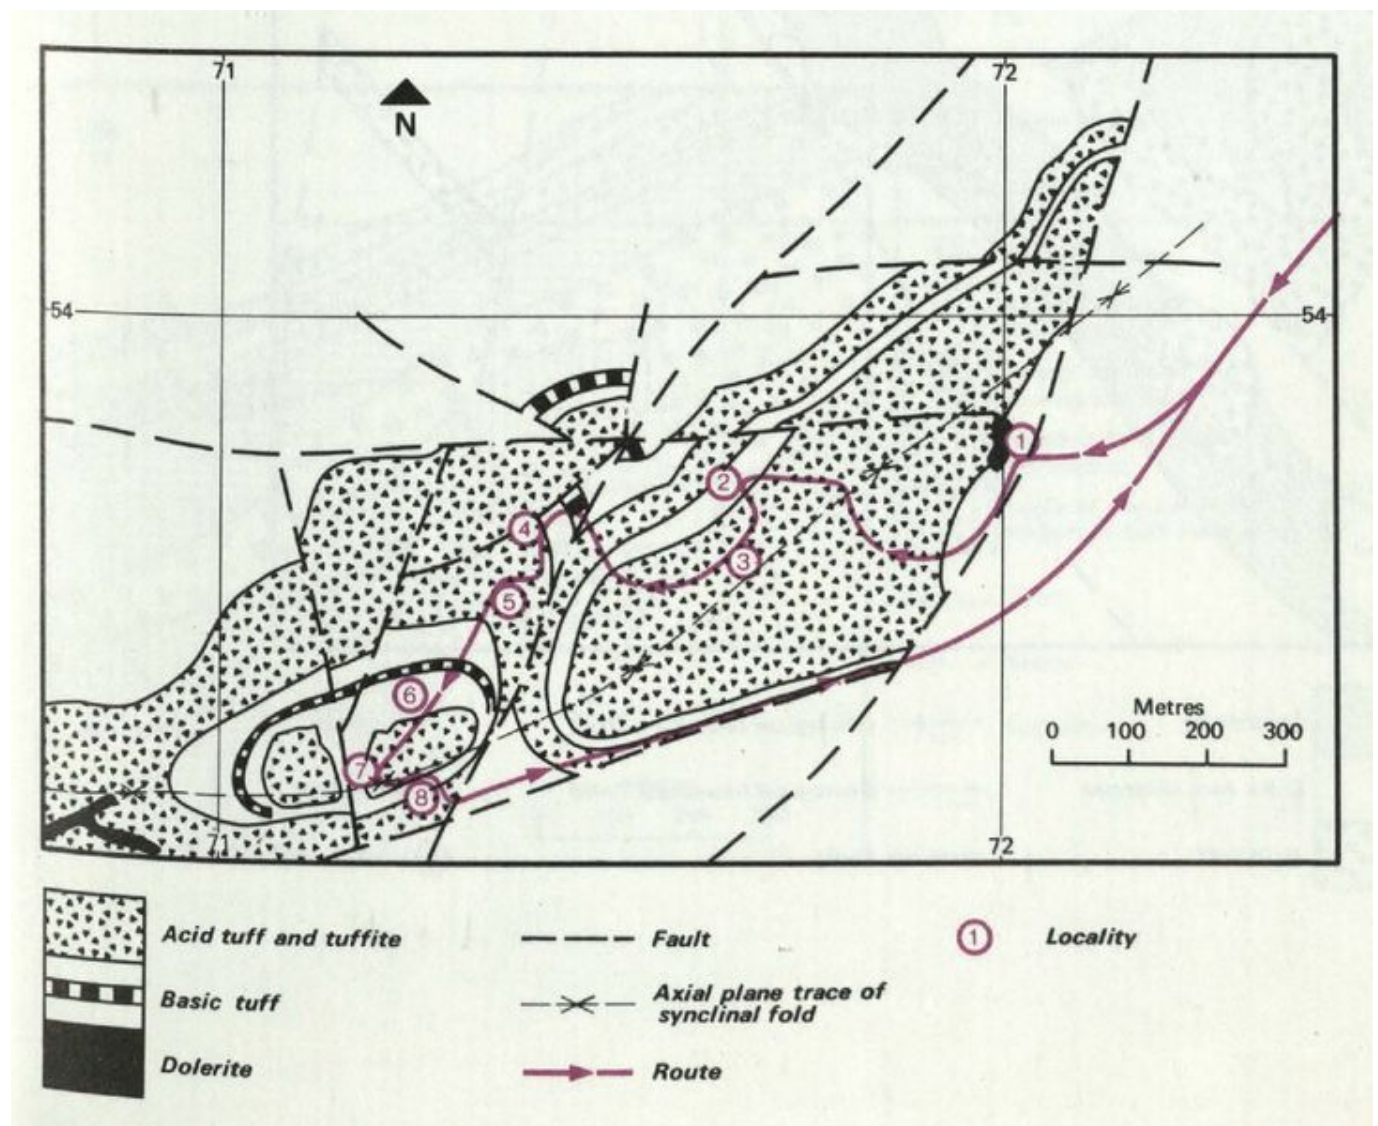 71
72
N
54
54
1
2
4
3
5
6
7
8
Metres
0 100 200 300
71
72
Acid tuff and tuffite
Fault
1
Locality
Basic tuff
Axial plane trace of
synclinal fold
Dolerite
Route